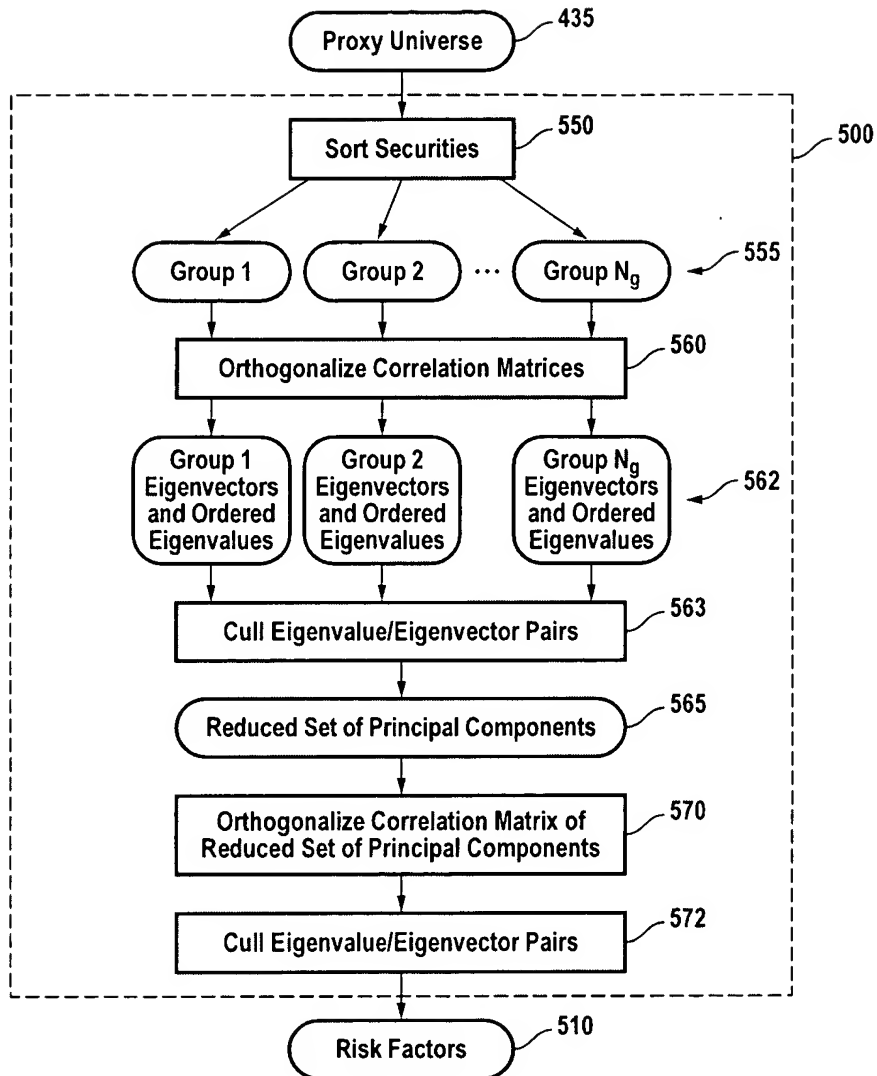 Proxy Universe
435
Sort Securities
550
500
Group 1
Group 2
...
Group Ng
555
Orthogonalize Correlation Matrices
560
Group 1
Eigenvectors
and Ordered
Eigenvalues
Group 2
Eigenvectors
and Ordered
Eigenvalues
Group Ng
Eigenvectors
and Ordered
Eigenvalues
562
Cull Eigenvalue/Eigenvector Pairs
563
Reduced Set of Principal Components
565
Orthogonalize Correlation Matrix of
Reduced Set of Principal Components
570
Cull Eigenvalue/Eigenvector Pairs
572
Risk Factors
510